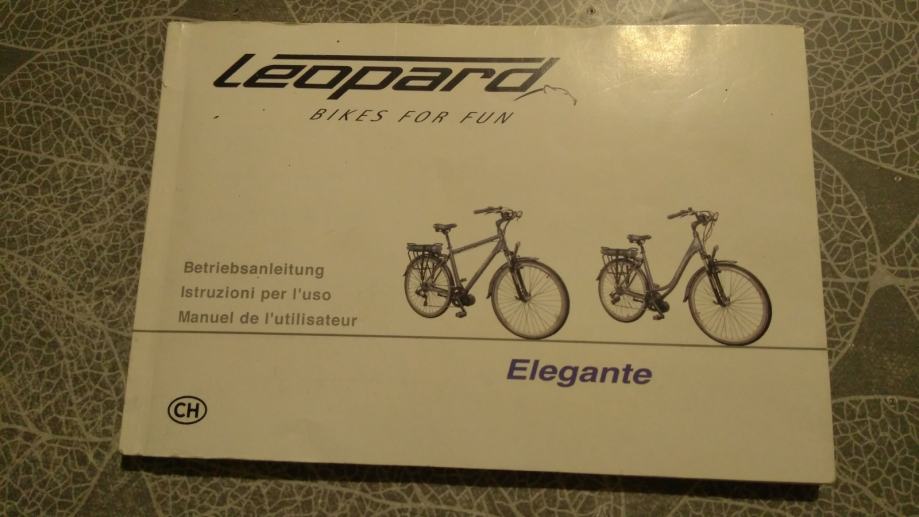 Leopard
BIKES FOR FUN
Betriebsanleitung
Istruzioni per l'uso
Manuel de l'utilisateur
Elegante
CH